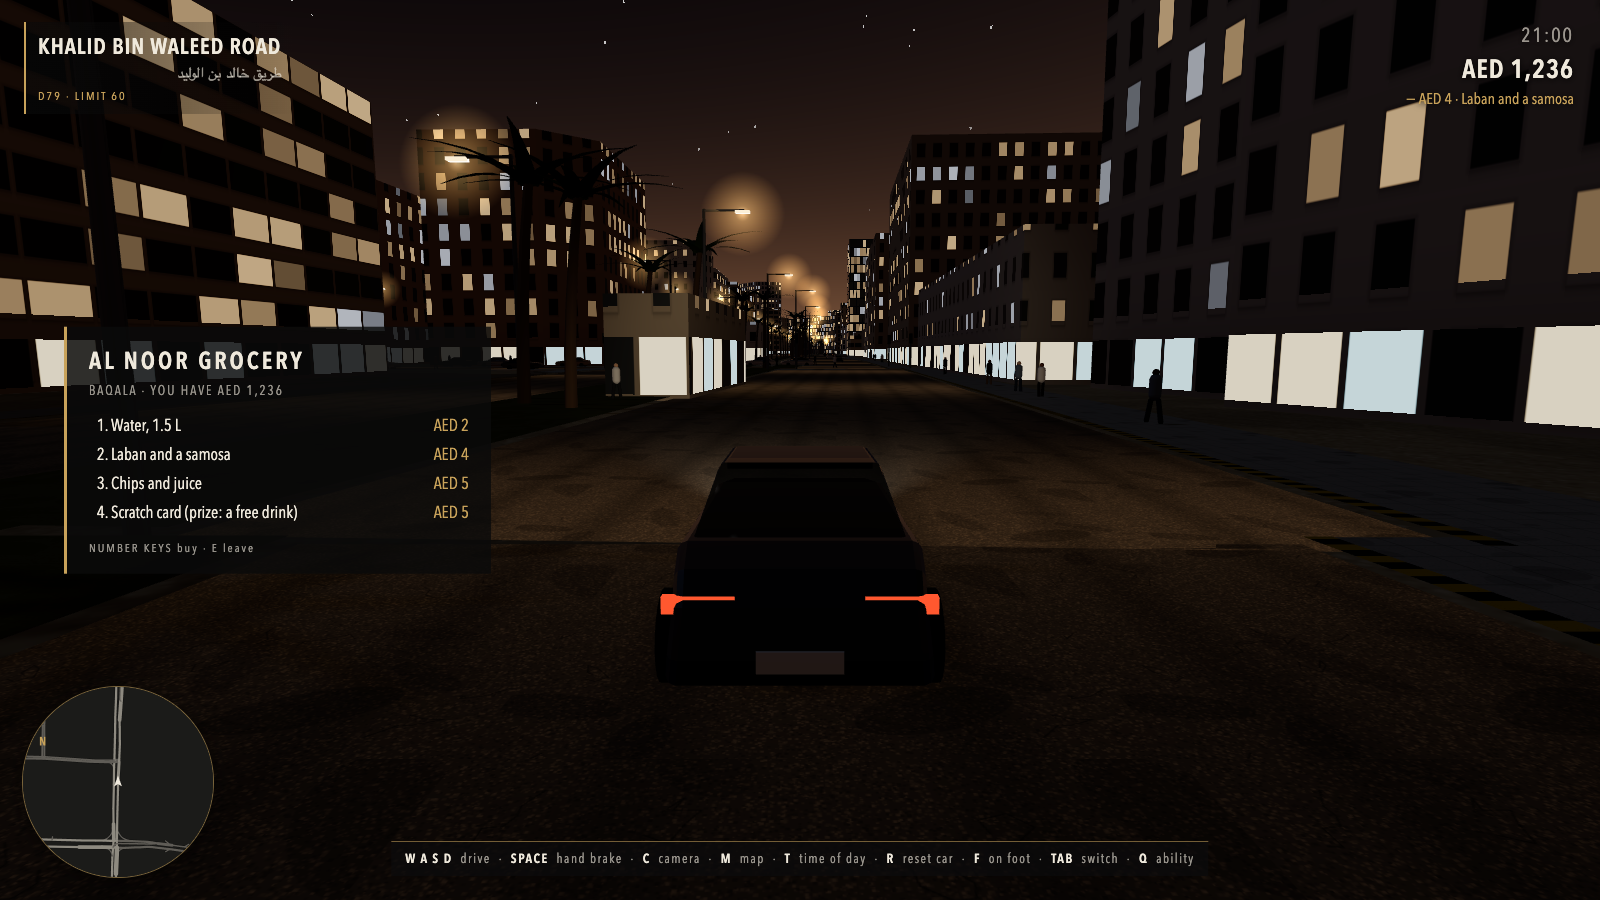 KHALID BIN WALEED ROAD
طريق خالد بن الوليد
D79 · LIMIT 60
21:00
AED 1,236
— AED 4 · Laban and a samosa
AL NOOR GROCERY
BAQALA · YOU HAVE AED 1,236
1. Water, 1.5 L AED 2
2. Laban and a samosa AED 4
3. Chips and juice AED 5
4. Scratch card (prize: a free drink) AED 5
NUMBER KEYS buy · E leave
N
W A S D drive · SPACE hand brake · C camera · M map · T time of day · R reset car · F on foot · TAB switch · Q ability